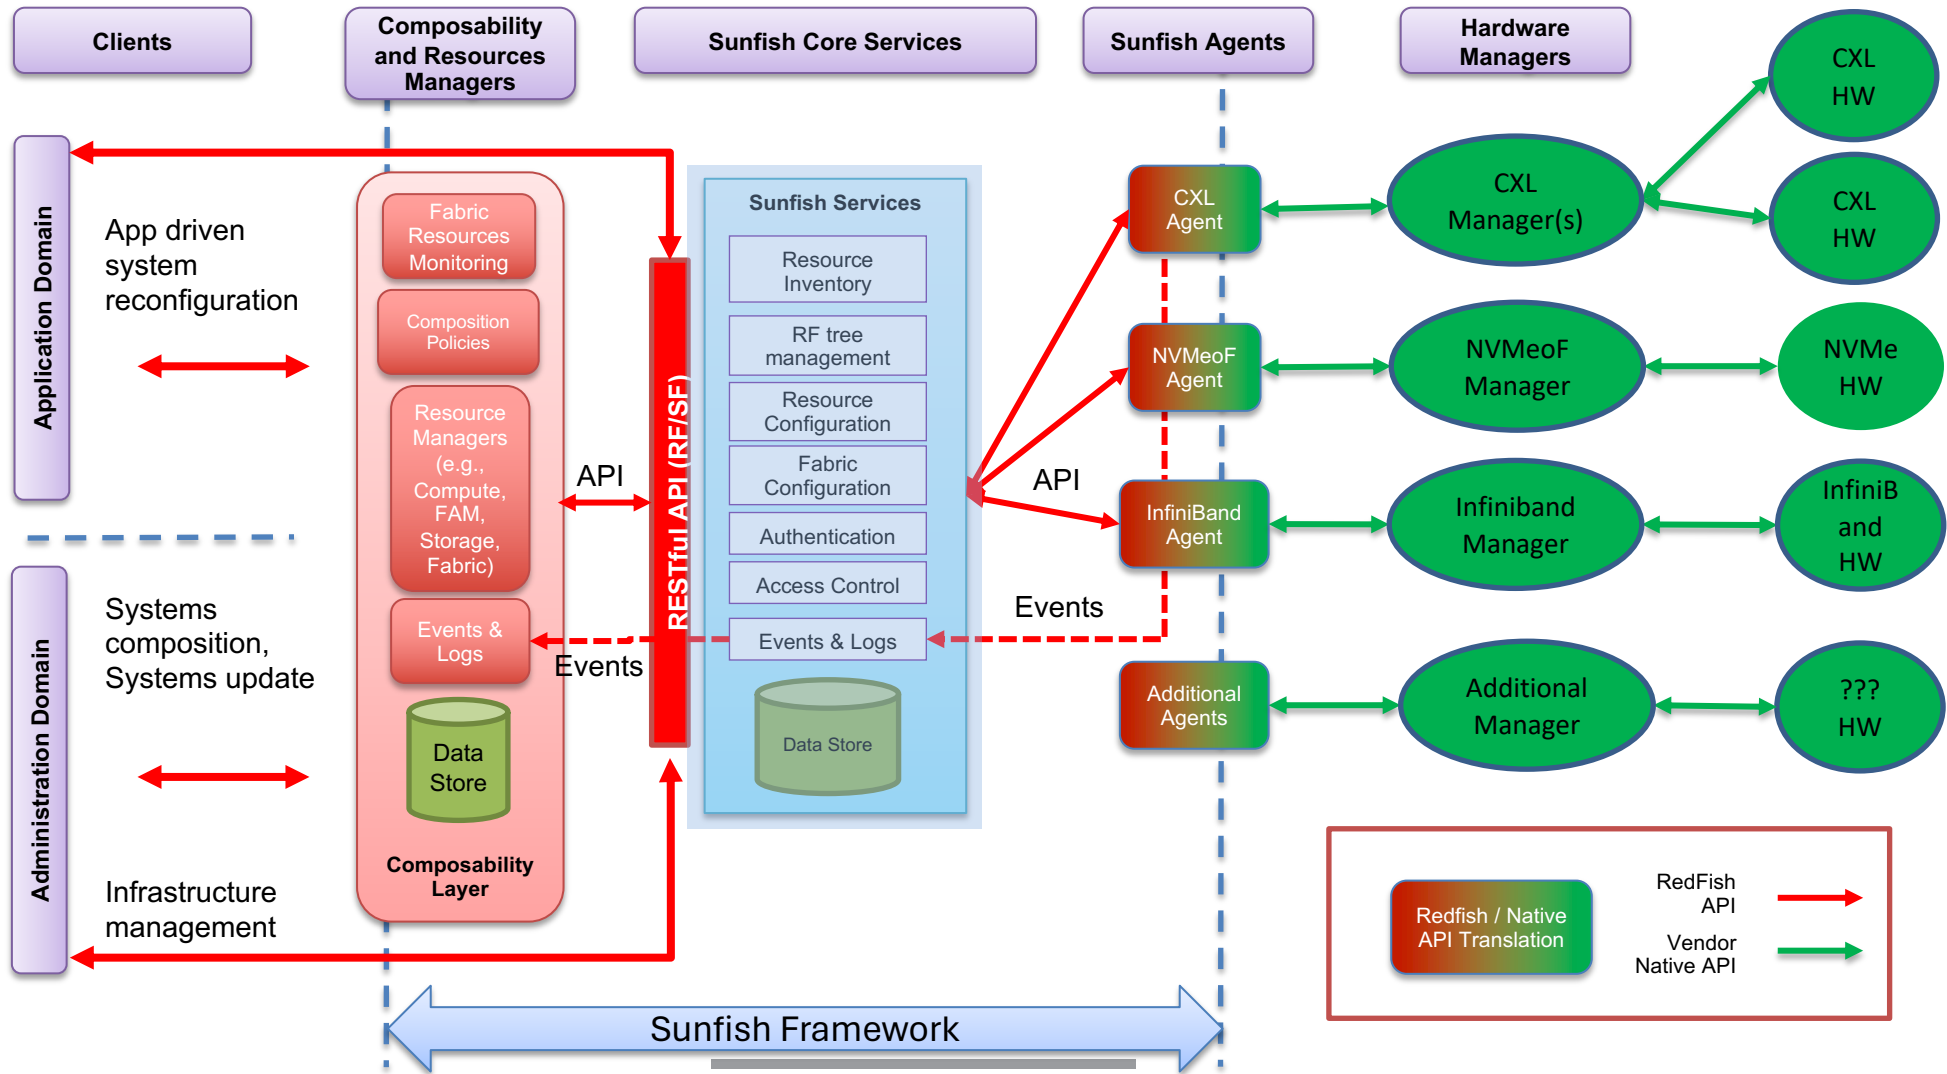 Clients
Composability
and Resources
Managers
Sunfish Core Services
Sunfish Agents
Hardware
Managers
Application Domain
App driven
system
reconfiguration
Administration Domain
Systems
composition,
Systems update
Infrastructure
management
Fabric
Resources
Monitoring
Composition
Policies
Resource
Managers
(e.g.,
Compute,
FAM,
Storage,
Fabric)
Events &
Logs
Data
Store
Composability
Layer
API
Events
RESTful API (RF/SF)
Sunfish Services
Resource
Inventory
RF tree
management
Resource
Configuration
Fabric
Configuration
Authentication
Access Control
Events & Logs
Data Store
API
Events
CXL
Agent
NVMeoF
Agent
InfiniBand
Agent
Additional
Agents
CXL
Manager(s)
NVMeoF
Manager
Infiniband
Manager
Additional
Manager
CXL
HW
CXL
HW
NVMe
HW
InfiniB
and
HW
???
HW
Redfish / Native
API Translation
RedFish
API
Vendor
Native API
Sunfish Framework